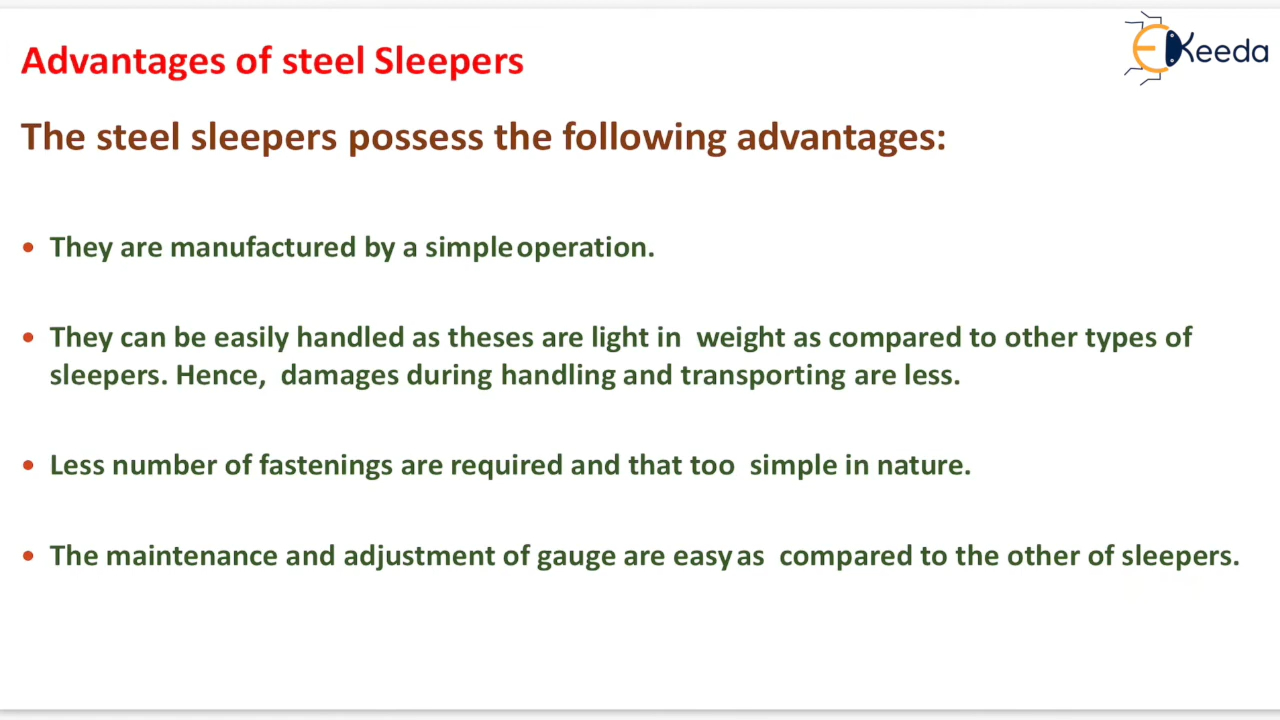 Advantages of steel Sleepers
EKeeda
The steel sleepers possess the following advantages:
• They are manufactured by a simple operation.
• They can be easily handled as theses are light in weight as compared to other types of
sleepers. Hence, damages during handling and transporting are less.
• Less number of fastenings are required and that too simple in nature.
• The maintenance and adjustment of gauge are easy as compared to the other of sleepers.